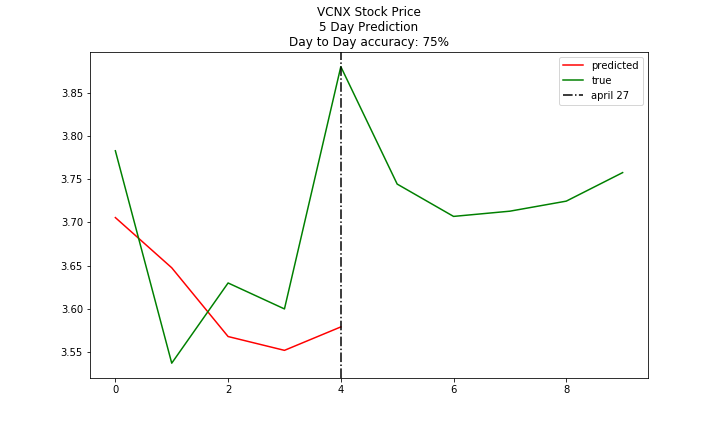 VCNX Stock Price
5 Day Prediction
Day to Day accuracy: 75%
predicted
true
april 27
3.85
3.80
3.75
3.70
3.65
3.60
3.55
0 2 4 6 8